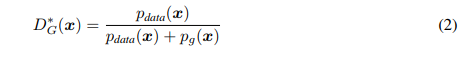 D*_G(x) = p_data(x) / (p_data(x) + p_g(x)) (2)